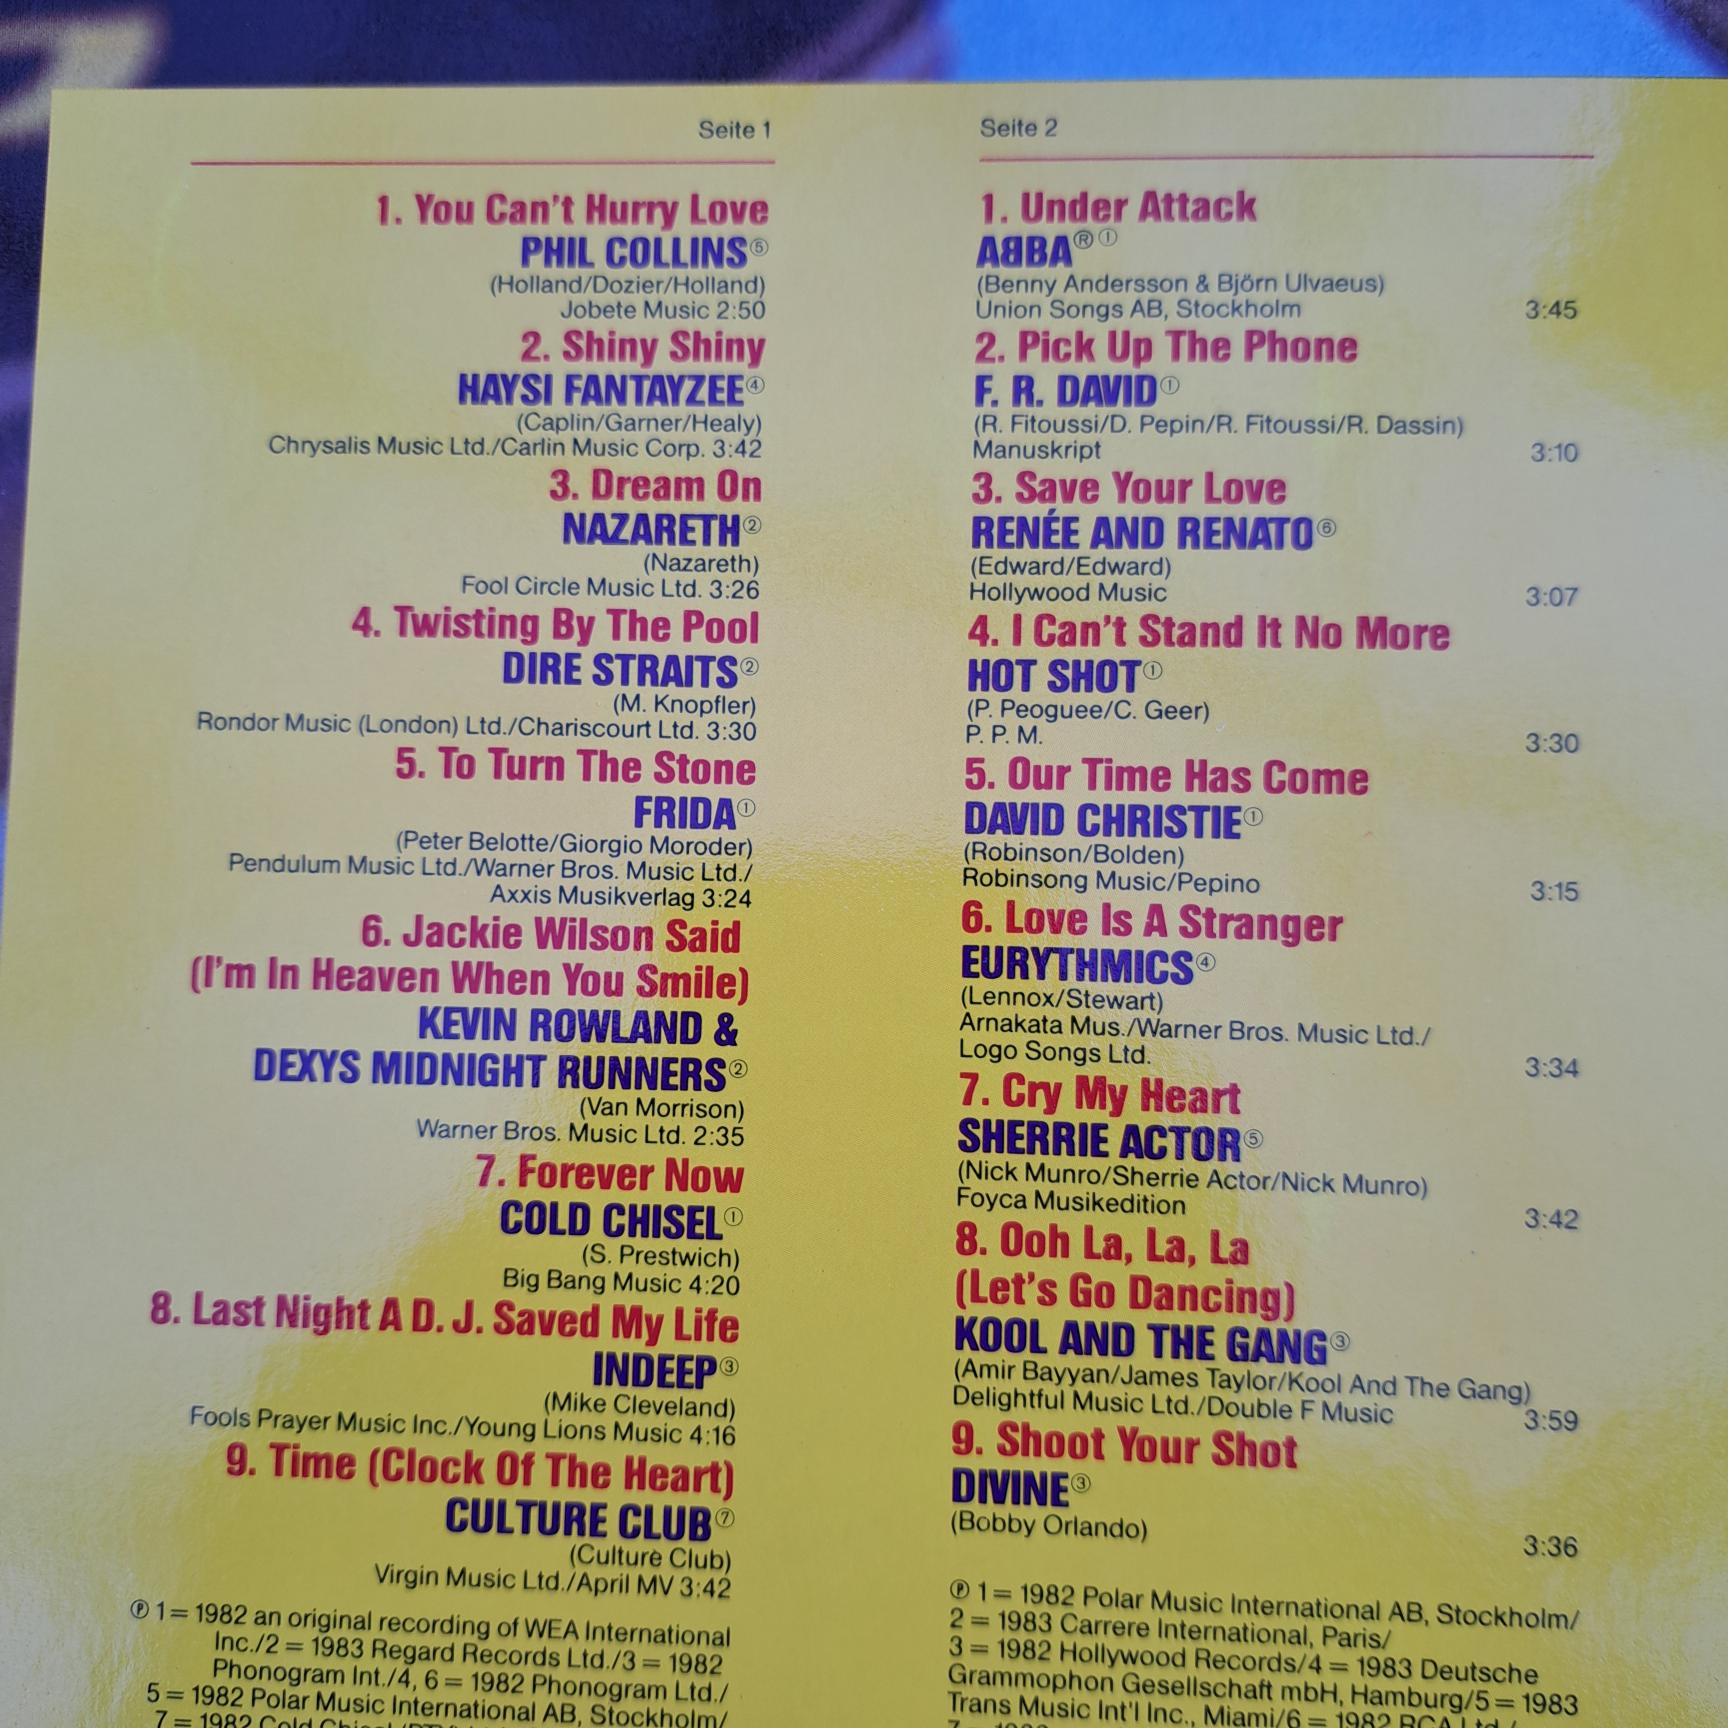 Seite 1
1. You Can't Hurry Love
PHIL COLLINS⑤
(Holland/Dozier/Holland)
Jobete Music 2:50
2. Shiny Shiny
HAYSI FANTAYZEE④
(Caplin/Garner/Healy)
Chrysalis Music Ltd./Carlin Music Corp. 3:42
3. Dream On
NAZARETH②
(Nazareth)
Fool Circle Music Ltd. 3:26
4. Twisting By The Pool
DIRE STRAITS②
(M. Knopfler)
Rondor Music (London) Ltd./Chariscourt Ltd. 3:30
5. To Turn The Stone
FRIDA①
(Peter Belotte/Giorgio Moroder)
Pendulum Music Ltd./Warner Bros. Music Ltd./
Axxis Musikverlag 3:24
6. Jackie Wilson Said
(I'm In Heaven When You Smile)
KEVIN ROWLAND &
DEXYS MIDNIGHT RUNNERS②
(Van Morrison)
Warner Bros. Music Ltd. 2:35
7. Forever Now
COLD CHISEL①
(S. Prestwich)
Big Bang Music 4:20
8. Last Night A D. J. Saved My Life
INDEEP③
(Mike Cleveland)
Fools Prayer Music Inc./Young Lions Music 4:16
9. Time (Clock Of The Heart)
CULTURE CLUB⑦
(Culture Club)
Virgin Music Ltd./April MV 3:42
℗ 1 = 1982 an original recording of WEA International
Inc./2 = 1983 Regard Records Ltd./3 = 1982
Phonogram Int./4, 6 = 1982 Phonogram Ltd./
5 = 1982 Polar Music International AB, Stockholm/
7 = 1982 Cold Chisel
Seite 2
1. Under Attack
ABBA® ①
(Benny Andersson & Björn Ulvaeus)
Union Songs AB, Stockholm 3:45
2. Pick Up The Phone
F. R. DAVID①
(R. Fitoussi/D. Pepin/R. Fitoussi/R. Dassin)
Manuskript 3:10
3. Save Your Love
RENÉE AND RENATO⑥
(Edward/Edward)
Hollywood Music 3:07
4. I Can't Stand It No More
HOT SHOT①
(P. Peoguee/C. Geer)
P. P. M. 3:30
5. Our Time Has Come
DAVID CHRISTIE①
(Robinson/Bolden)
Robinsong Music/Pepino 3:15
6. Love Is A Stranger
EURYTHMICS④
(Lennox/Stewart)
Arnakata Mus./Warner Bros. Music Ltd./
Logo Songs Ltd. 3:34
7. Cry My Heart
SHERRIE ACTOR⑤
(Nick Munro/Sherrie Actor/Nick Munro)
Foyca Musikedition 3:42
8. Ooh La, La, La
(Let's Go Dancing)
KOOL AND THE GANG③
(Amir Bayyan/James Taylor/Kool And The Gang)
Delightful Music Ltd./Double F Music 3:59
9. Shoot Your Shot
DIVINE③
(Bobby Orlando) 3:36
℗ 1 = 1982 Polar Music International AB, Stockholm/
2 = 1983 Carrere International, Paris/
3 = 1982 Hollywood Records/4 = 1983 Deutsche
Grammophon Gesellschaft mbH, Hamburg/5 = 1983
Trans Music Int'l Inc., Miami/6 = 1982 RCA Ltd./